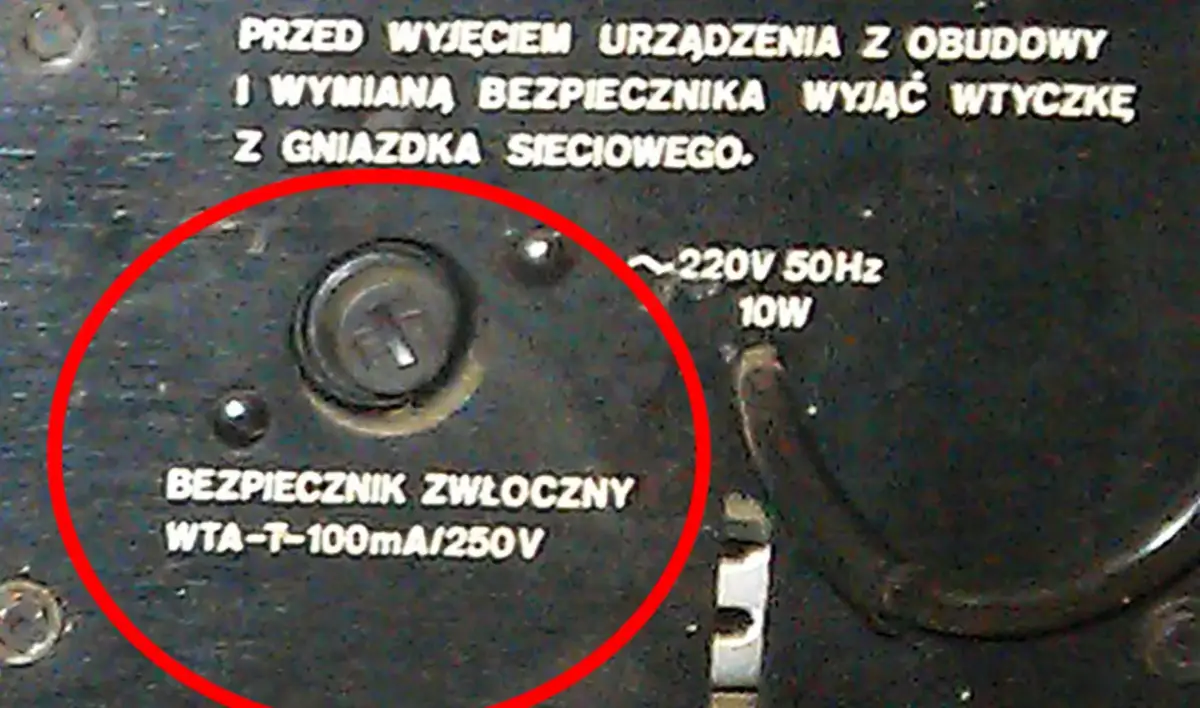 PRZED WYJĘCIEM URZĄDZENIA Z OBUDOWY
I WYMIANĄ BEZPIECZNIKA WYJĄĆ WTYCZKĘ
Z GNIAZDKA SIECIOWEGO.
~220V 50Hz
10W
BEZPIECZNIK ZWŁOCZNY
WTA-T-100mA/250V